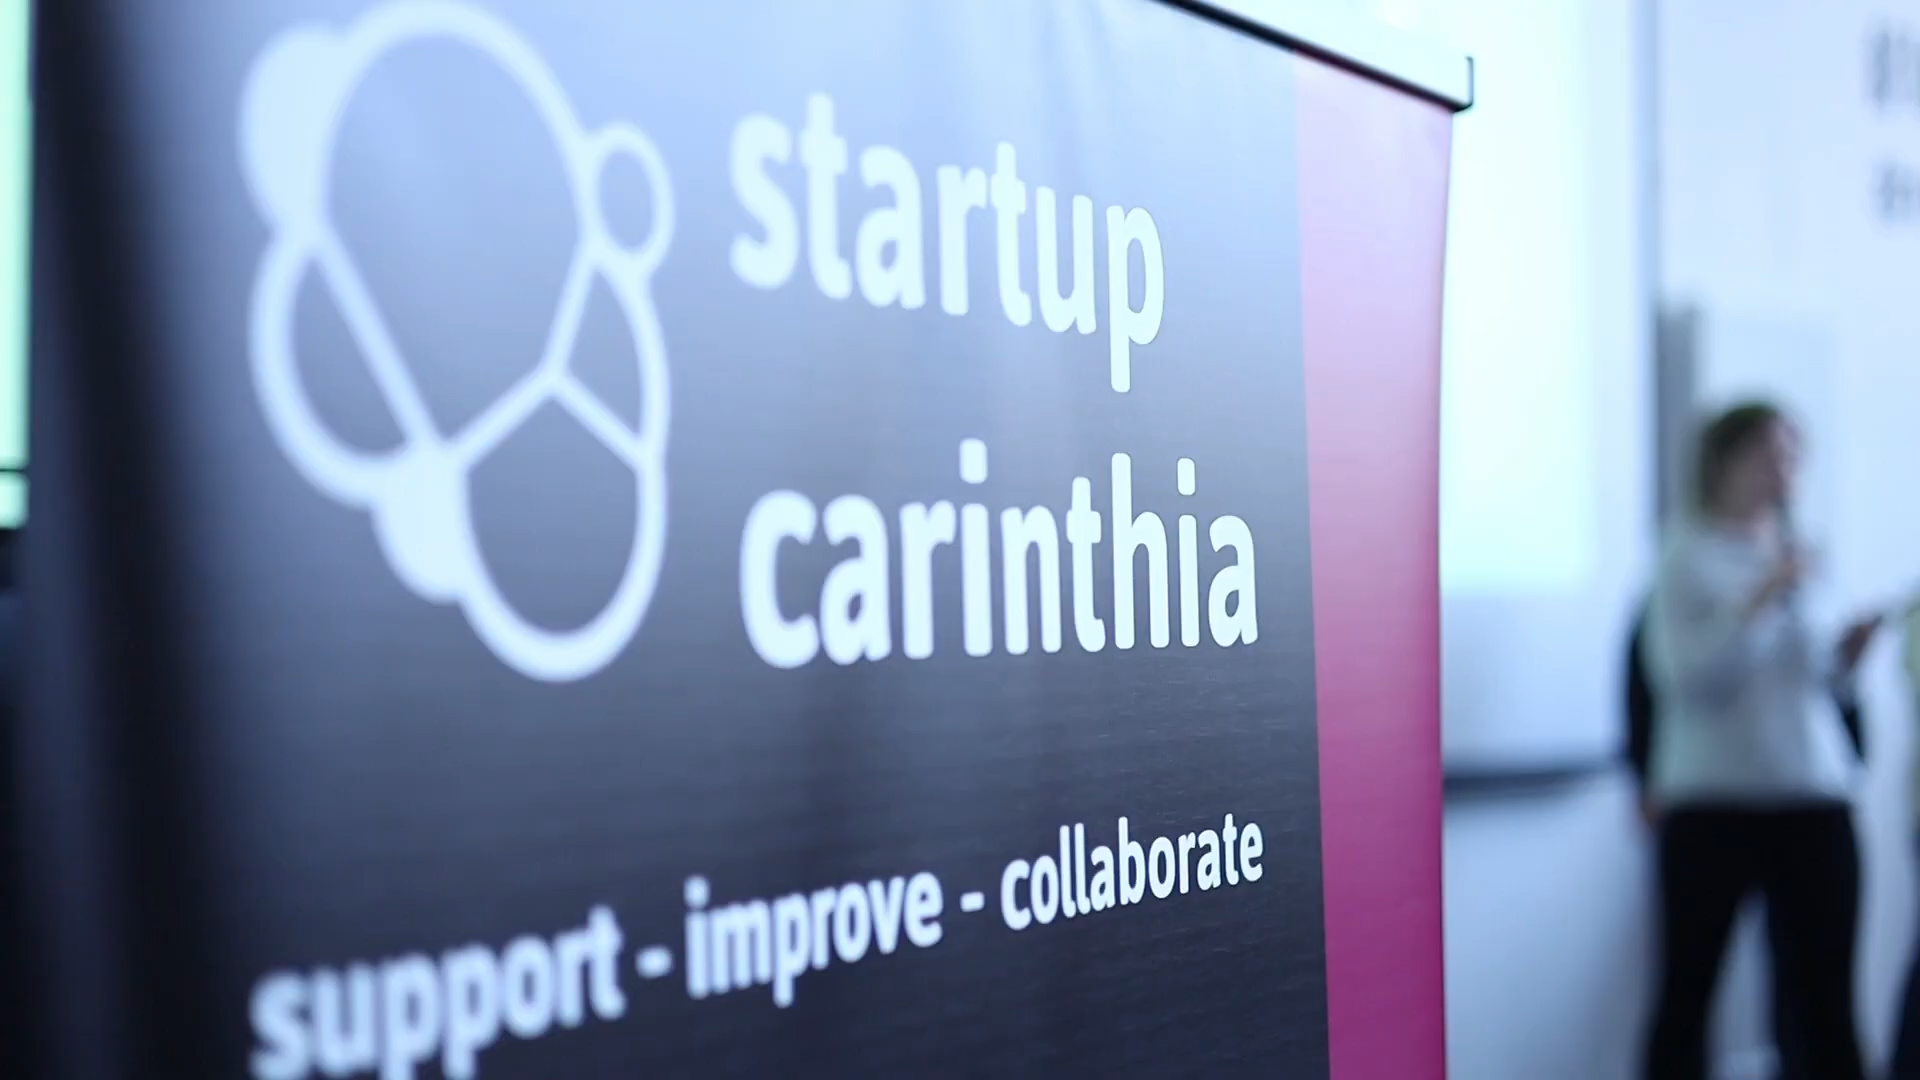 startup
carinthia
support - improve - collaborate